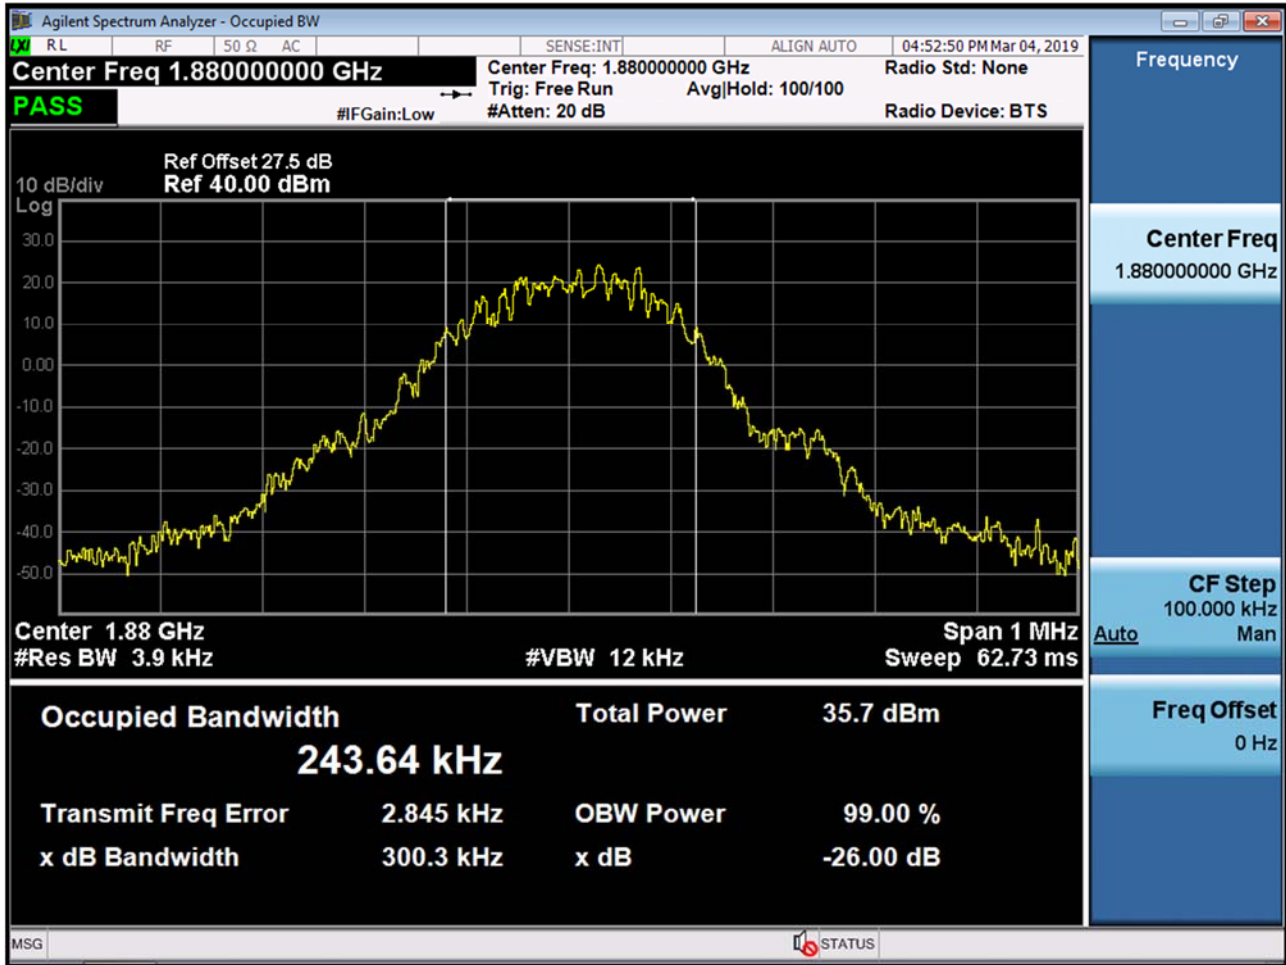 Agilent Spectrum Analyzer - Occupied BW
LXI RL RF 50 Ω AC SENSE:INT ALIGN AUTO 04:52:50 PM Mar 04, 2019
Center Freq 1.880000000 GHz
PASS
#IFGain:Low
Center Freq: 1.880000000 GHz
Trig: Free Run Avg|Hold: 100/100
#Atten: 20 dB
Radio Std: None
Radio Device: BTS
Ref Offset 27.5 dB
10 dB/div Ref 40.00 dBm
Log
30.0
20.0
10.0
0.00
-10.0
-20.0
-30.0
-40.0
-50.0
Center 1.88 GHz Span 1 MHz
#Res BW 3.9 kHz #VBW 12 kHz Sweep 62.73 ms
Occupied Bandwidth Total Power 35.7 dBm
243.64 kHz
Transmit Freq Error 2.845 kHz OBW Power 99.00 %
x dB Bandwidth 300.3 kHz x dB -26.00 dB
MSG STATUS
Frequency
Center Freq
1.880000000 GHz
CF Step
100.000 kHz
Auto Man
Freq Offset
0 Hz